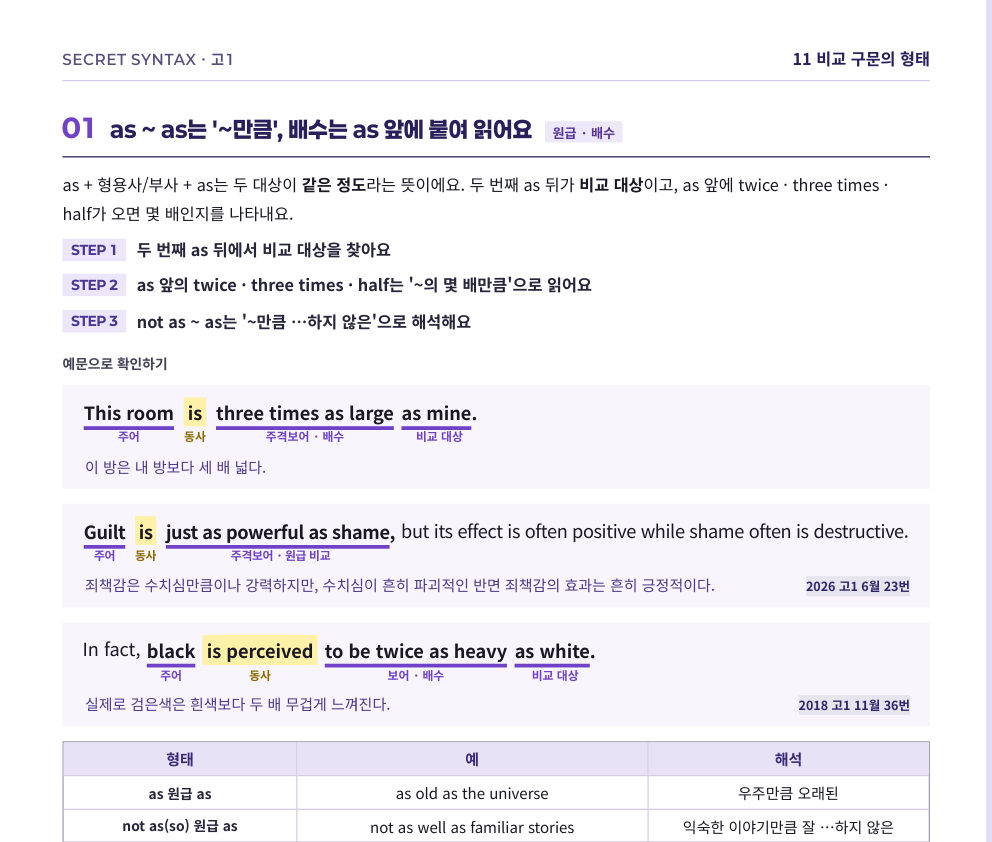 SECRET SYNTAX · 고1
11 비교 구문의 형태
01 as ~ as는 '~만큼', 배수는 as 앞에 붙여 읽어요 원급 · 배수
as + 형용사/부사 + as는 두 대상이 같은 정도라는 뜻이에요. 두 번째 as 뒤가 비교 대상이고, as 앞에 twice · three times ·
half가 오면 몇 배인지를 나타내요.
STEP 1 두 번째 as 뒤에서 비교 대상을 찾아요
STEP 2 as 앞의 twice · three times · half는 '~의 몇 배만큼'으로 읽어요
STEP 3 not as ~ as는 '~만큼 …하지 않은'으로 해석해요
예문으로 확인하기
This room is three times as large as mine.
주어 동사 주격보어 · 배수 비교 대상
이 방은 내 방보다 세 배 넓다.
Guilt is just as powerful as shame, but its effect is often positive while shame often is destructive.
주어 동사 주격보어 · 원급 비교
죄책감은 수치심만큼이나 강력하지만, 수치심이 흔히 파괴적인 반면 죄책감의 효과는 흔히 긍정적이다. 2026 고1 6월 23번
In fact, black is perceived to be twice as heavy as white.
주어 동사 보어 · 배수 비교 대상
실제로 검은색은 흰색보다 두 배 무겁게 느껴진다. 2018 고1 11월 36번
형태 예 해석
as 원급 as as old as the universe 우주만큼 오래된
not as(so) 원급 as not as well as familiar stories 익숙한 이야기만큼 잘 …하지 않은